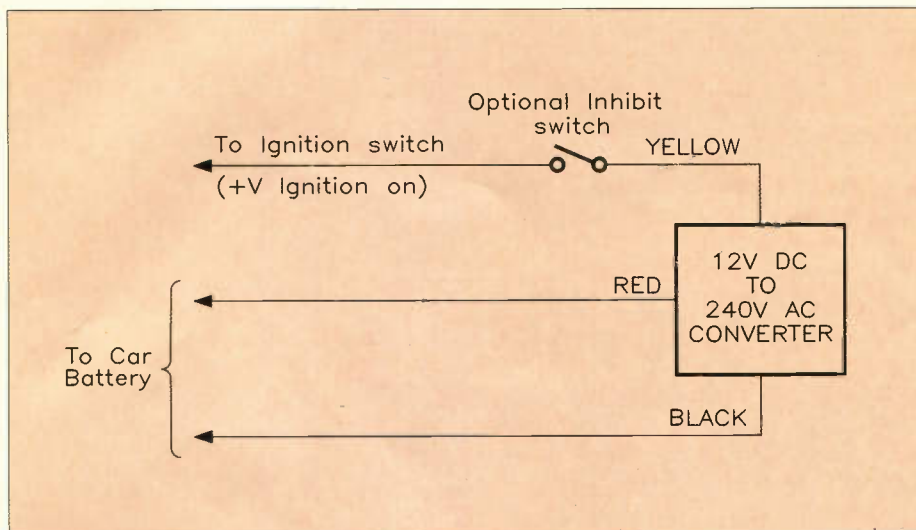 Optional Inhibit
switch
To Ignition switch
YELLOW
(+V Ignition on)
12V DC
TO
240V AC
CONVERTER
RED
To Car
Battery
BLACK